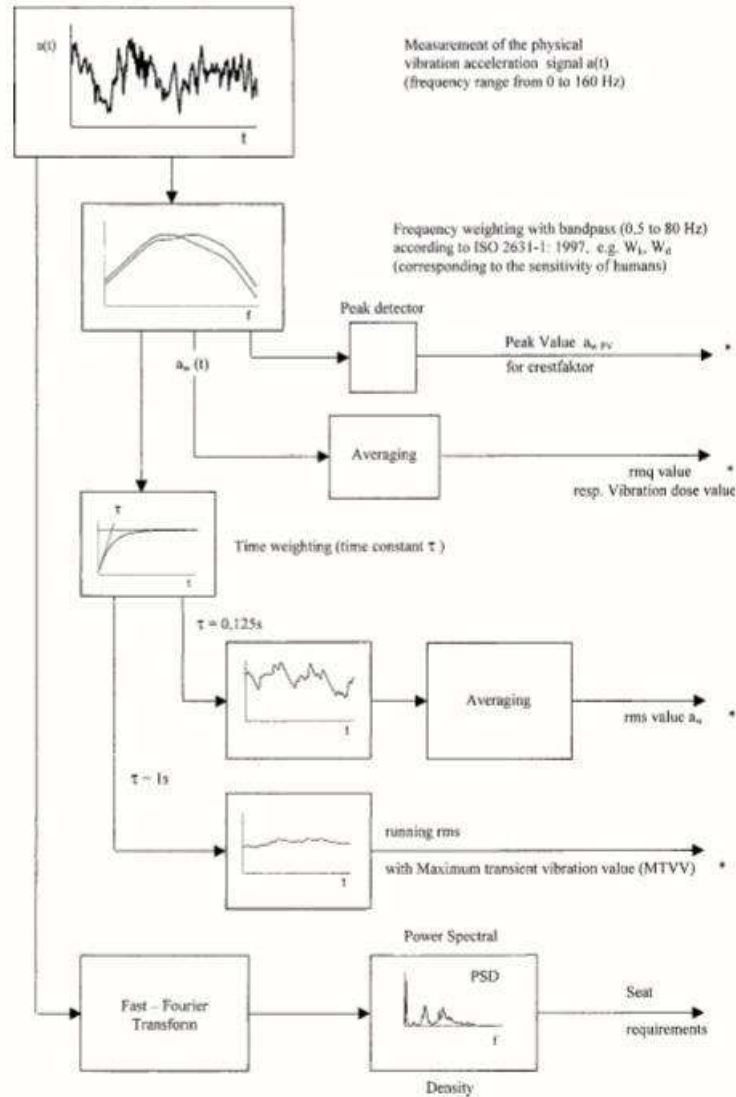 a(t)
t
Measurement of the physical
vibration acceleration signal a(t)
(frequency range from 0 to 160 Hz)
f
Frequency weighting with bandpass (0,5 to 80 Hz)
according to ISO 2631-1: 1997, e.g. Wk, Wd
(corresponding to the sensitivity of humans)
Peak detector
aw (t)
Peak Value aw PV *
for crestfaktor
Averaging
rmq value *
resp. Vibration dose value
τ
t
Time weighting (time constant τ )
τ = 0,125s
t
Averaging
rms value aw *
τ = 1s
t
running rms
with Maximum transient vibration value (MTVV) *
Power Spectral
Fast – Fourier
Transform
PSD
f
Seat
requirements
Density